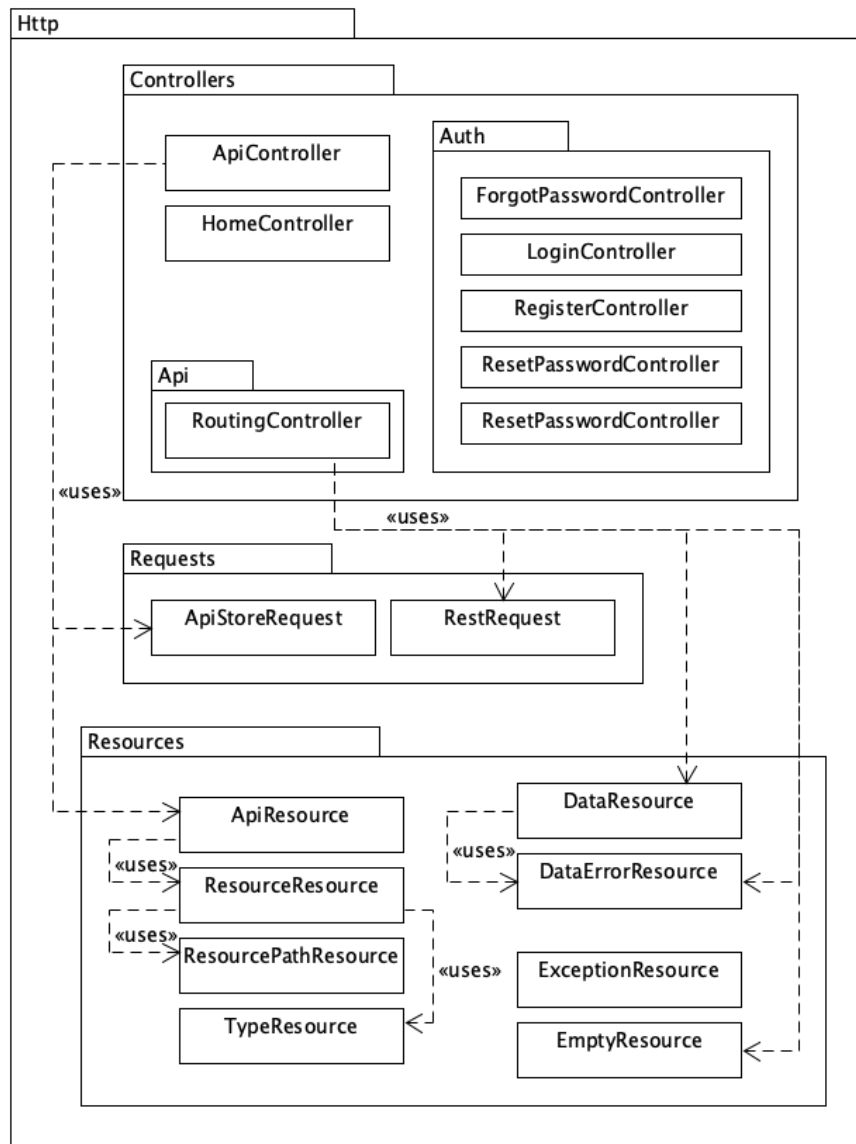 Http
Controllers
ApiController
HomeController
Auth
ForgotPasswordController
LoginController
RegisterController
ResetPasswordController
ResetPasswordController
Api
RoutingController
«uses»
«uses»
Requests
ApiStoreRequest
RestRequest
Resources
ApiResource
«uses»
ResourceResource
«uses»
ResourcePathResource
«uses»
TypeResource
DataResource
«uses»
DataErrorResource
ExceptionResource
EmptyResource